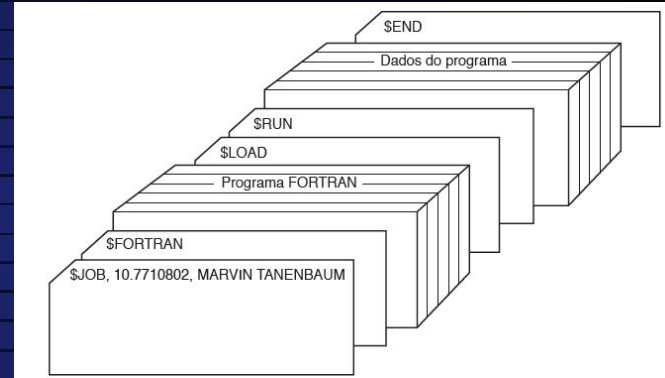 $END
Dados do programa
$RUN
$LOAD
Programa FORTRAN
$FORTRAN
$JOB, 10.7710802, MARVIN TANENBAUM